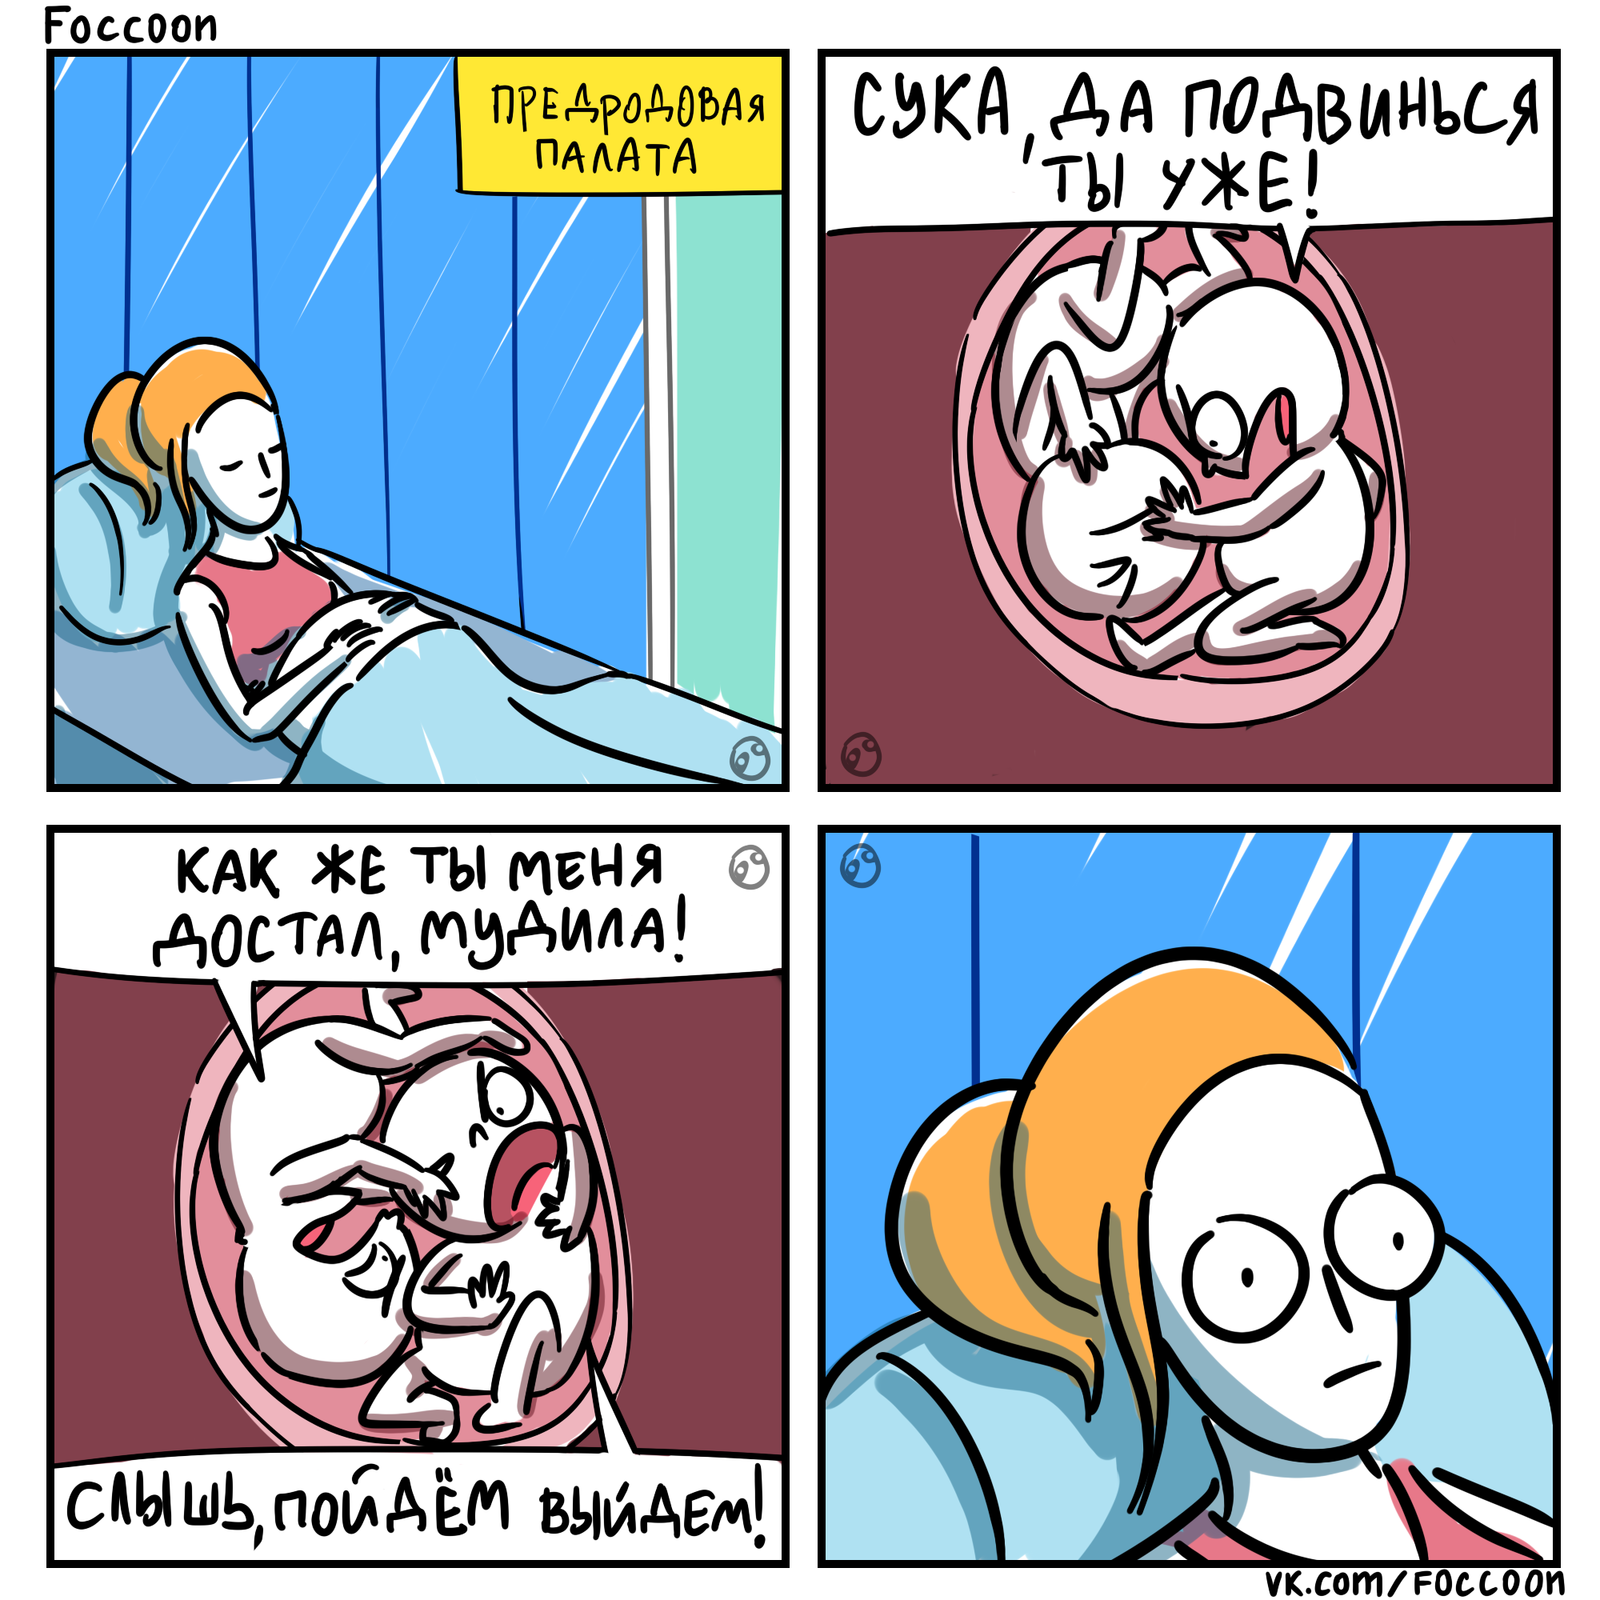 Foccoon
ПРЕДРОДОВАЯ
ПАЛАТА
СУКА, ДА ПОДВИНЬСЯ
ТЫ УЖЕ!
КАК ЖЕ ТЫ МЕНЯ
ДОСТАЛ, МУДИЛА!
СЛЫШЬ, ПОЙДЁМ ВЫЙДЕМ!
VK.COM/FOCCOON